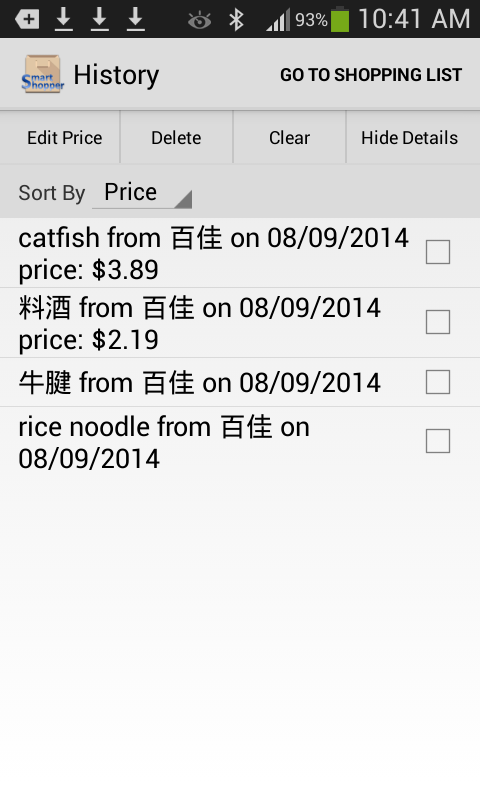 93% 10:41 AM
Smart Shopper
History GO TO SHOPPING LIST
Edit Price Delete Clear Hide Details
Sort By Price
catfish from 百佳 on 08/09/2014
price: $3.89
料酒 from 百佳 on 08/09/2014
price: $2.19
牛腱 from 百佳 on 08/09/2014
rice noodle from 百佳 on
08/09/2014